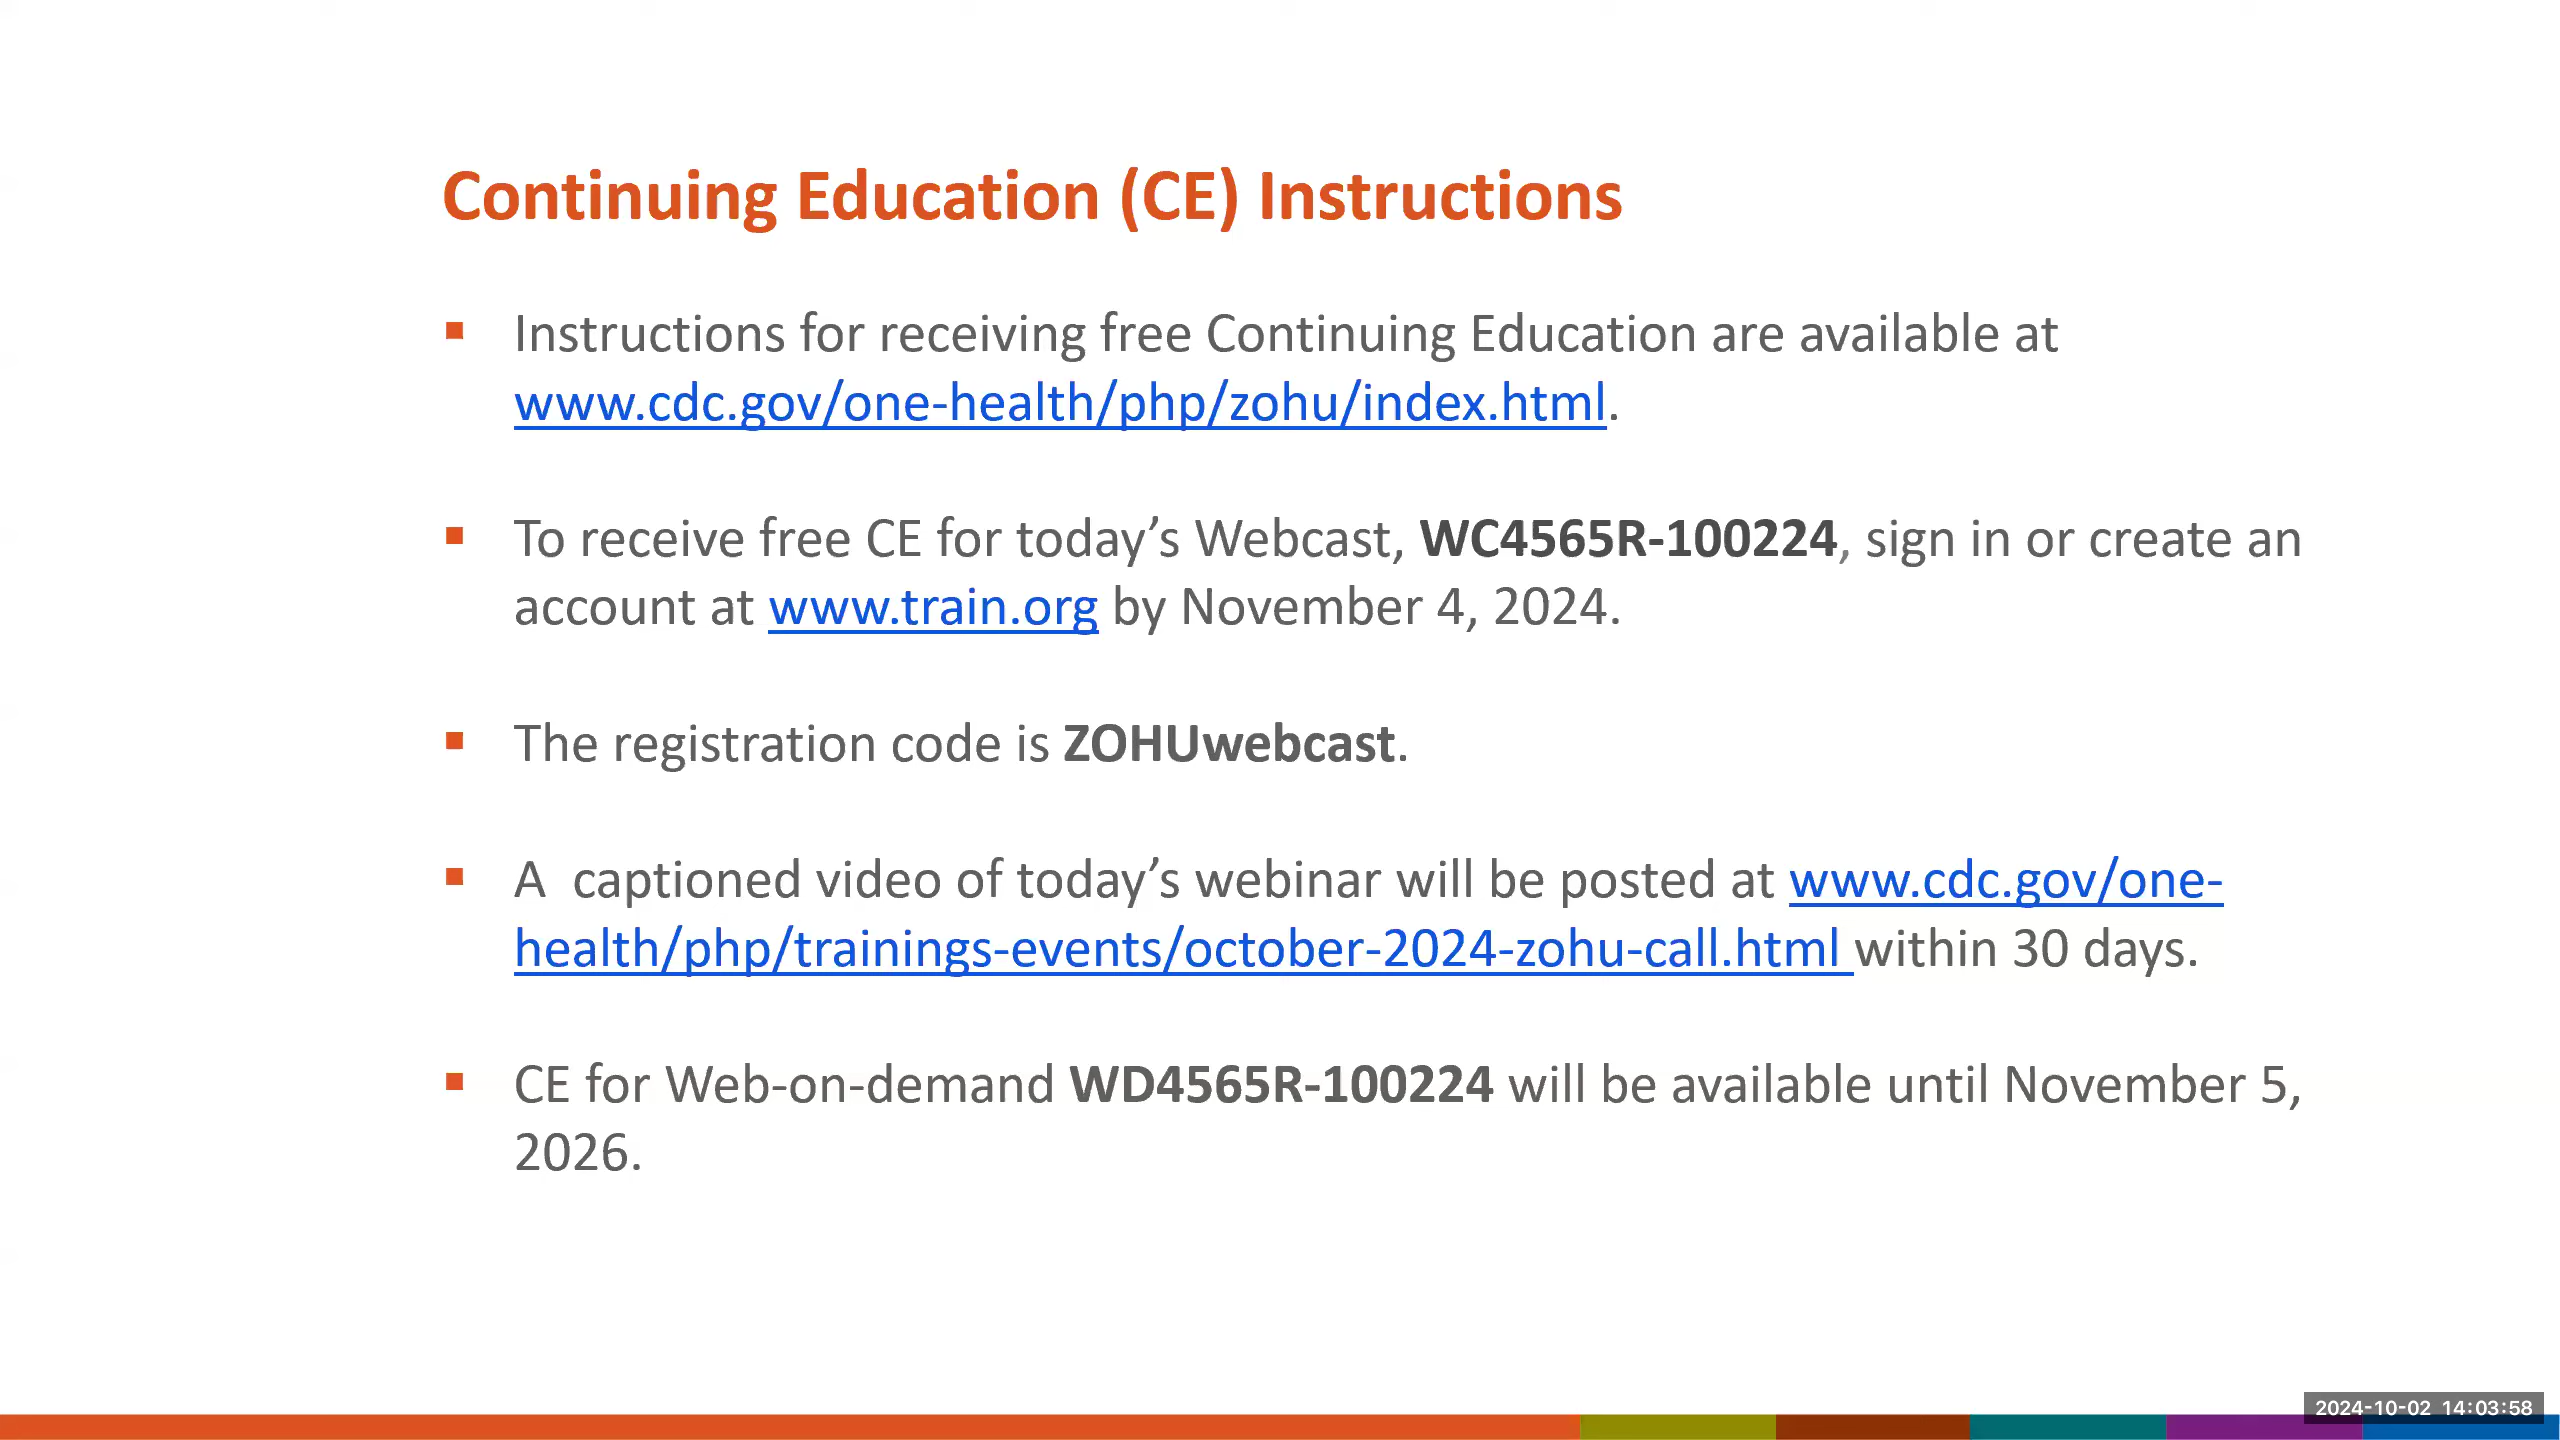 Continuing Education (CE) Instructions
Instructions for receiving free Continuing Education are available at
www.cdc.gov/one-health/php/zohu/index.html.
To receive free CE for today’s Webcast, WC4565R-100224, sign in or create an
account at www.train.org by November 4, 2024.
The registration code is ZOHUwebcast.
A  captioned video of today’s webinar will be posted at www.cdc.gov/one-
health/php/trainings-events/october-2024-zohu-call.html within 30 days.
CE for Web-on-demand WD4565R-100224 will be available until November 5,
2026.
2024-10-02 14:03:58